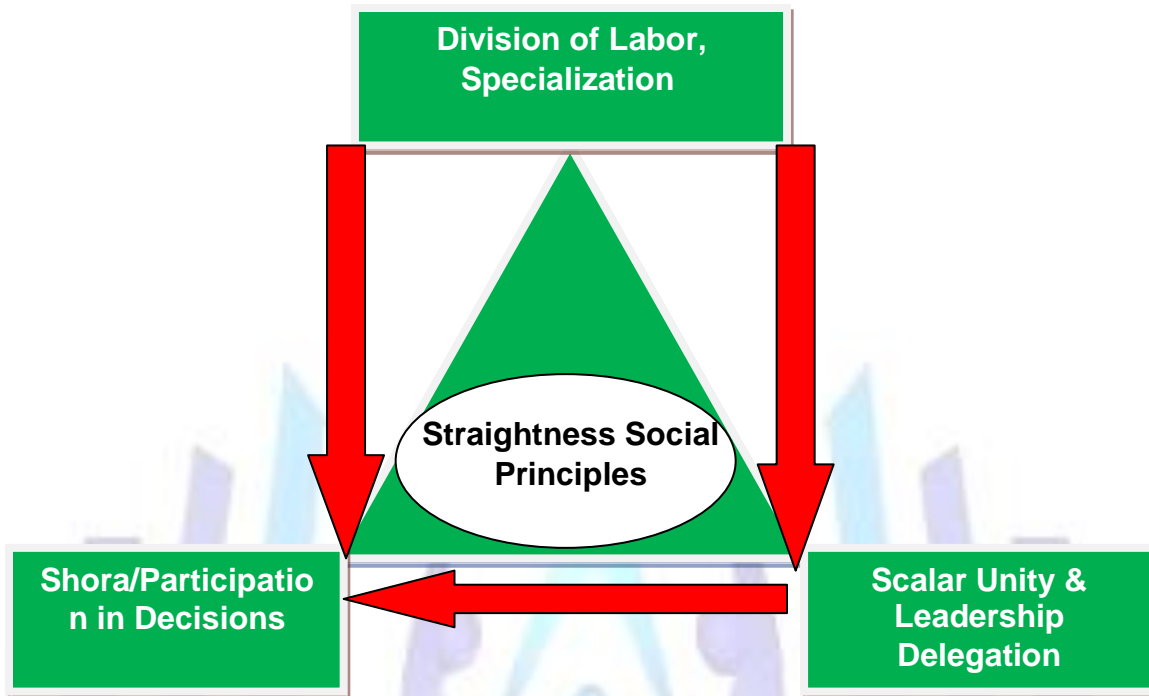 Division of Labor,
Specialization
Straightness Social
Principles
Shora/Participatio
n in Decisions
Scalar Unity &
Leadership
Delegation